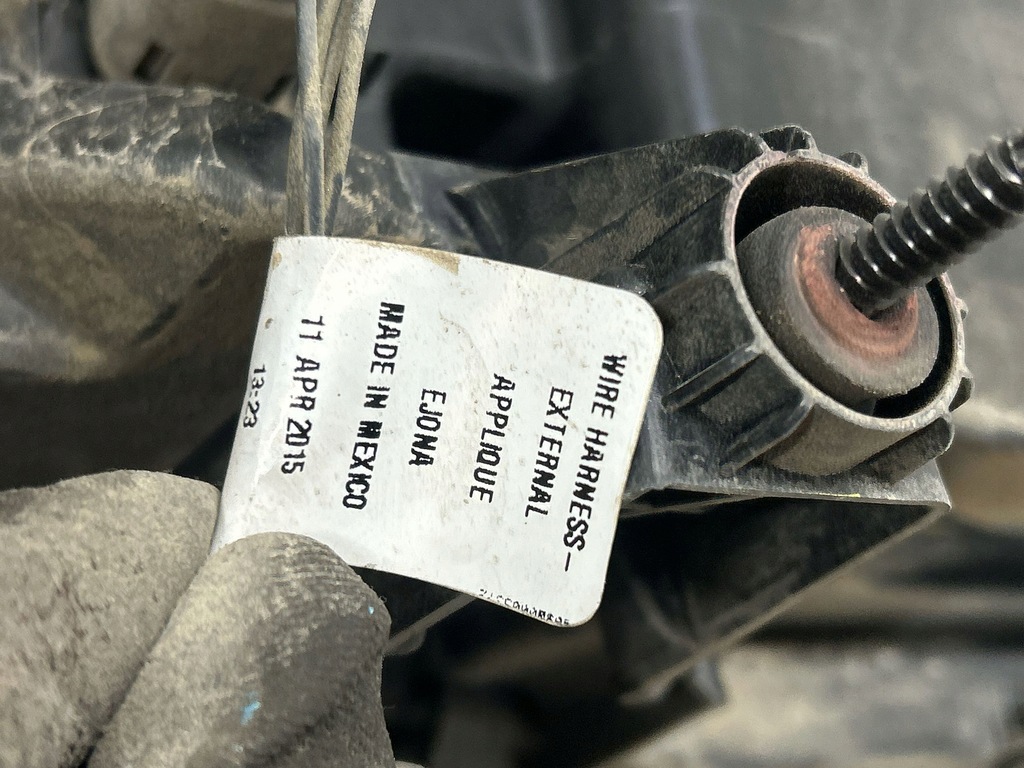 WIRE HARNESS-
EXTERNAL
APPLIQUE
EJONA
MADE IN MEXICO
11 APR 2015
13:23